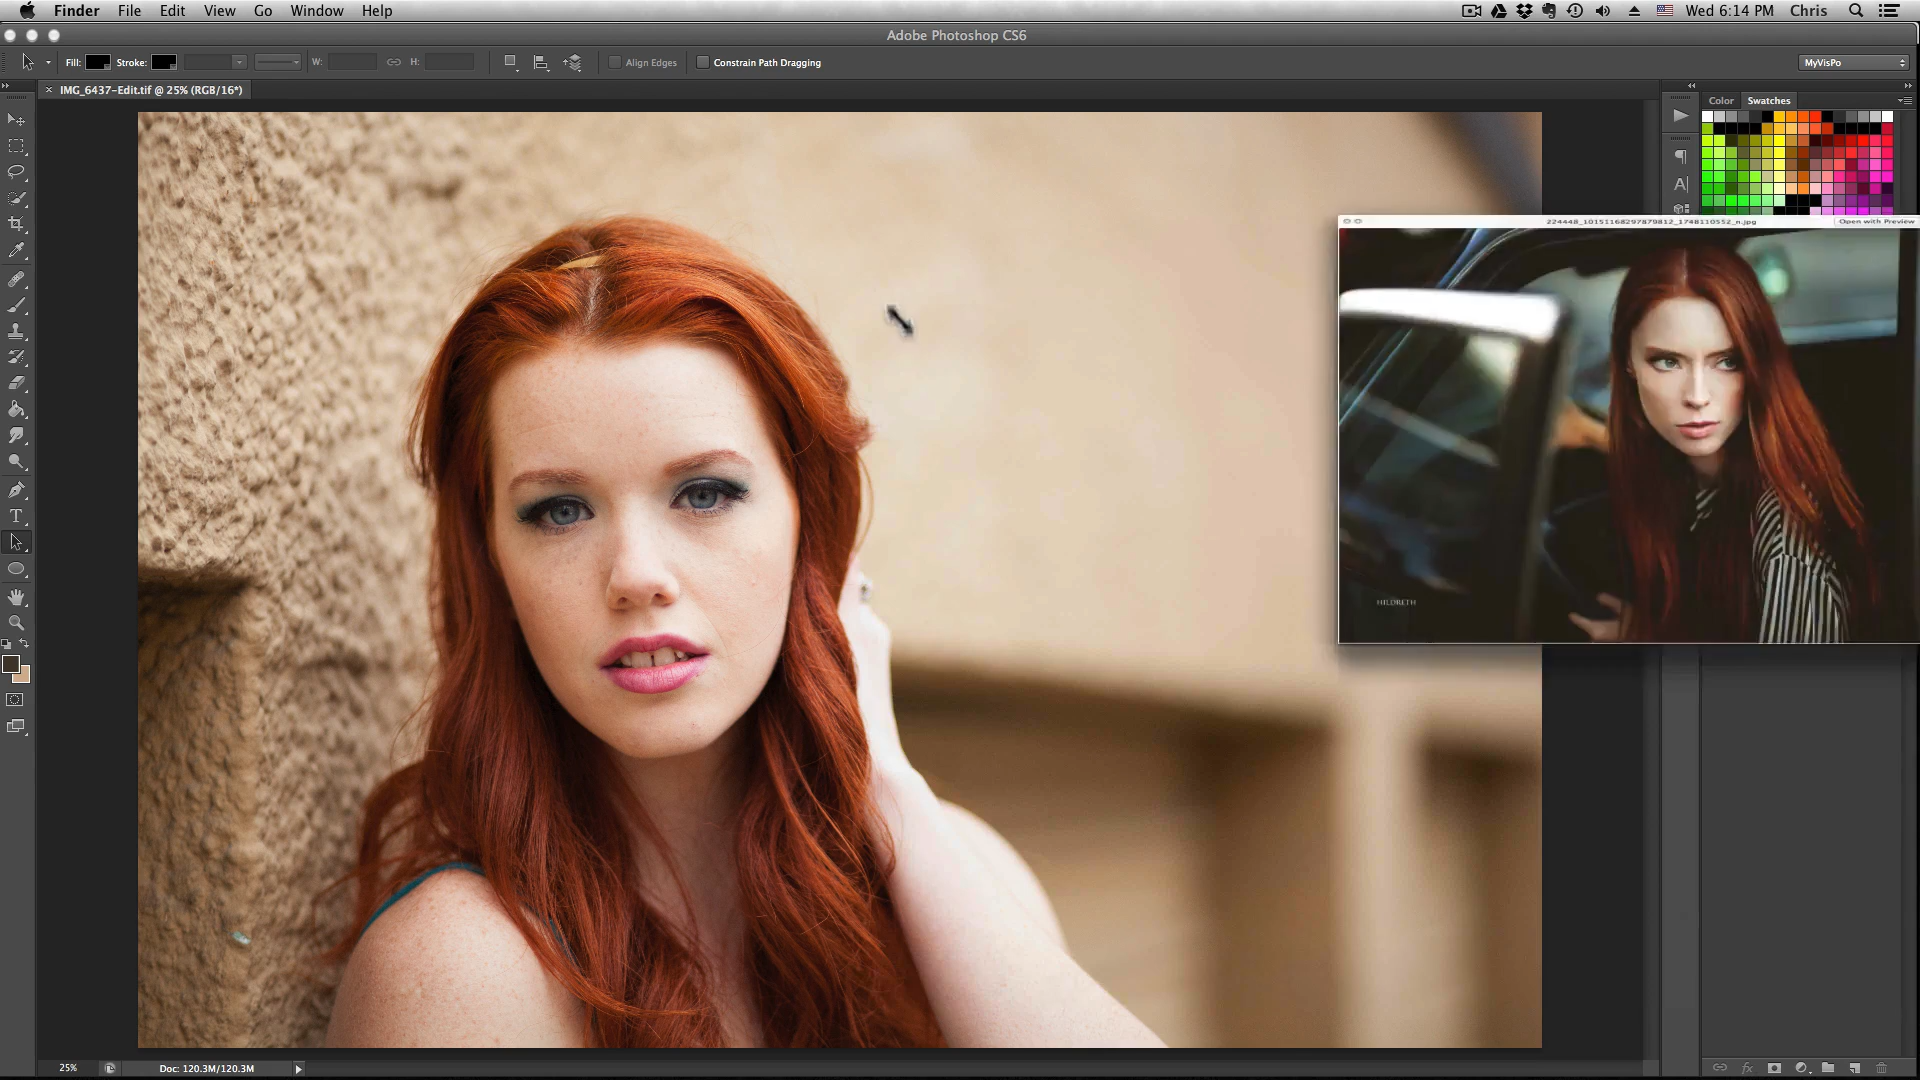 Finder File Edit View Go Window Help Wed 6:14 PM Chris
Adobe Photoshop CS6
Fill: Stroke: W: H: Align Edges Constrain Path Dragging MyVisPo
IMG_6437-Edit.tif @ 25% (RGB/16*)
Color Swatches
224448_10151168297879812_1748110552_n.jpg Open with Preview
HILDRETH
25% Doc: 120.3M/120.3M